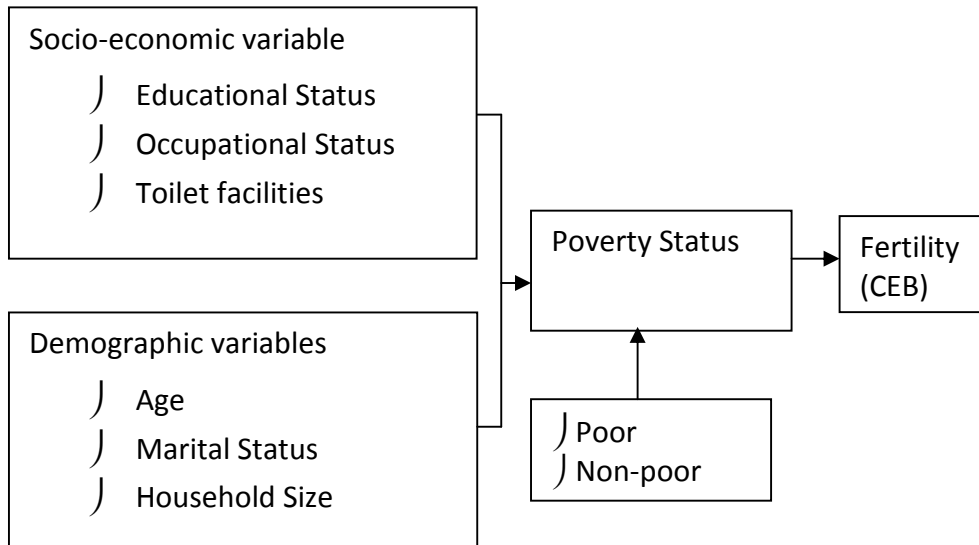 Socio-economic variable
Educational Status
Occupational Status
Toilet facilities
Demographic variables
Age
Marital Status
Household Size
Poverty Status
Poor
Non-poor
Fertility
(CEB)